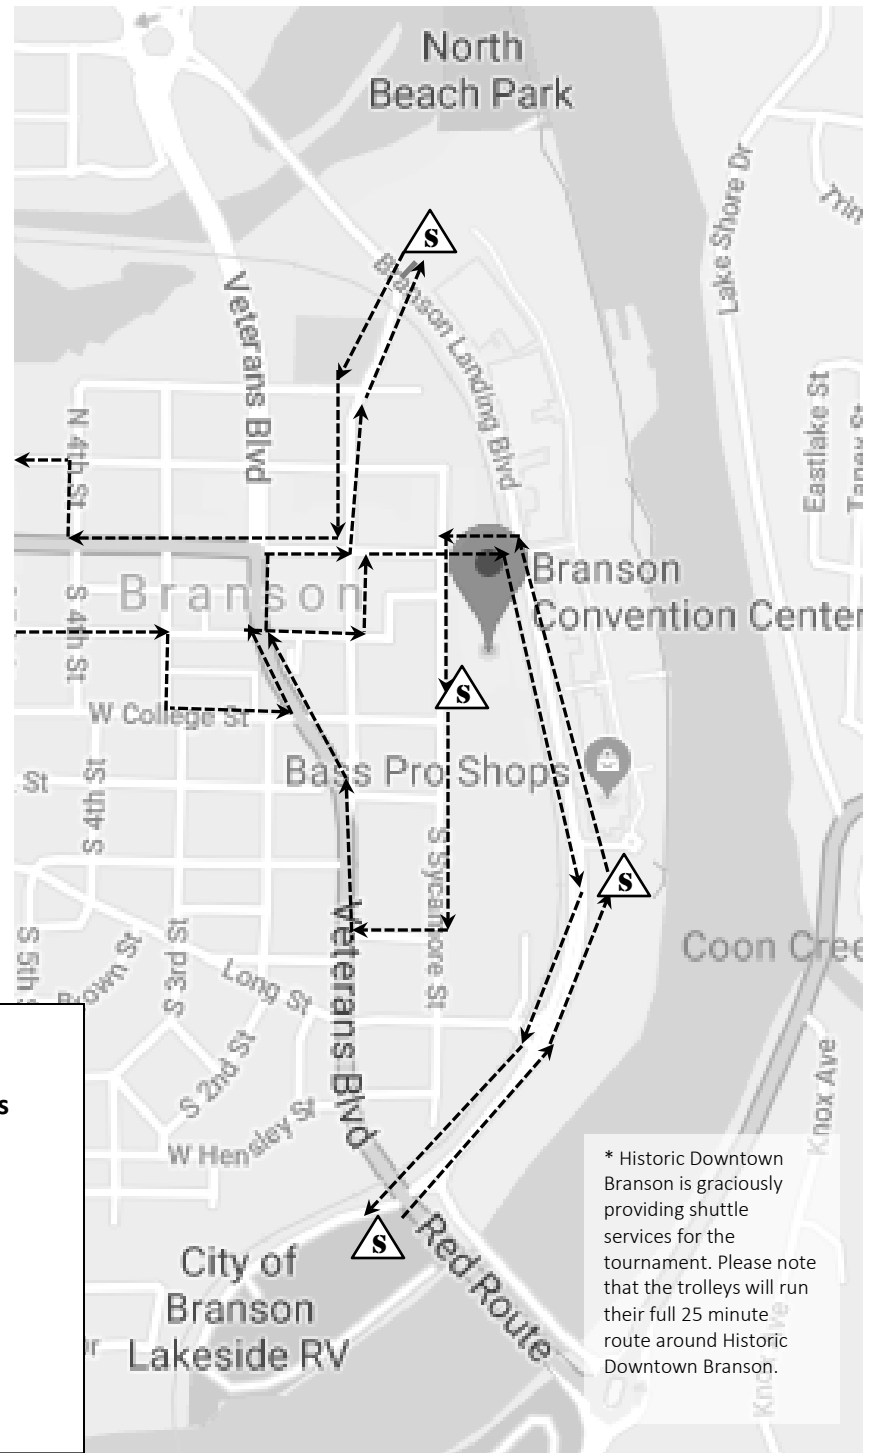 North
Beach Park
S
Lake Shore Dr
Branson Landing Blvd
Veterans Blvd
N 4th St
Eastlake St
Branson
S 4th St
Branson
Convention Center
S
W College St
Bass Pro Shops
St
S 4th St
S
S Sycamore St
Veterans Blvd
Coon Cree
S 5th
Brown St
S 3rd St
Long St
S 2nd St
Knox Ave
s
W Hensley St
* Historic Downtown
Branson is graciously
providing shuttle
services for the
tournament. Please note
that the trolleys will run
their full 25 minute
route around Historic
Downtown Branson.
S
Red Route
City of
Branson
Lakeside RV